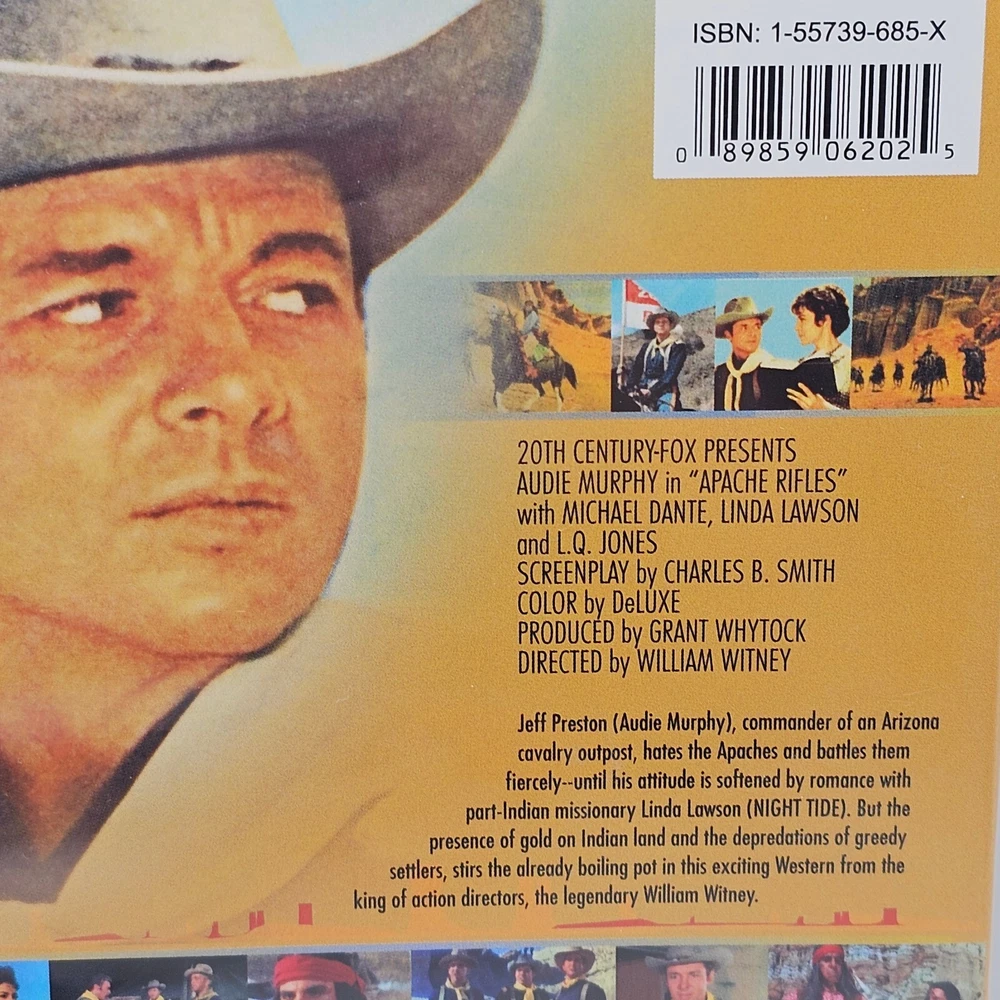 ISBN: 1-55739-685-X
0 89859 06202 5
20TH CENTURY-FOX PRESENTS
AUDIE MURPHY in “APACHE RIFLES”
with MICHAEL DANTE, LINDA LAWSON
and L.Q. JONES
SCREENPLAY by CHARLES B. SMITH
COLOR by DeLUXE
PRODUCED by GRANT WHYTOCK
DIRECTED by WILLIAM WITNEY
Jeff Preston (Audie Murphy), commander of an Arizona
cavalry outpost, hates the Apaches and battles them
fiercely--until his attitude is softened by romance with
part-Indian missionary Linda Lawson (NIGHT TIDE). But the
presence of gold on Indian land and the depredations of greedy
settlers, stirs the already boiling pot in this exciting Western from the
king of action directors, the legendary William Witney.